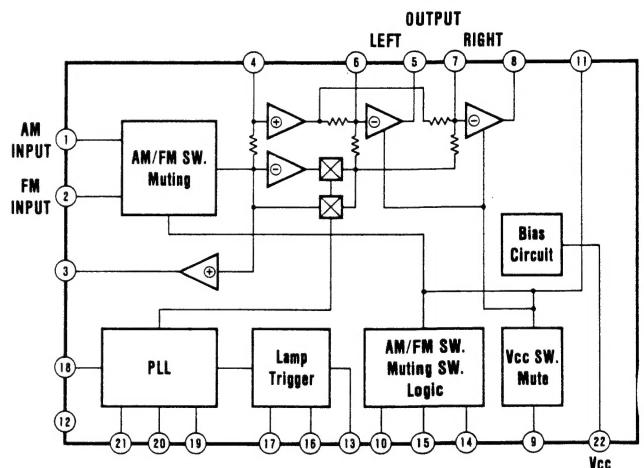 OUTPUT
LEFT RIGHT
4 6 5 7 8 11
AM
INPUT
1
FM
INPUT
2
AM/FM SW.
Muting
+ − + −
−
3
+
Bias
Circuit
18
PLL
Lamp
Trigger
AM/FM SW.
Muting SW.
Logic
Vcc SW.
Mute
12
21 20 19 17 16 13 10 15 14 9 22
Vcc